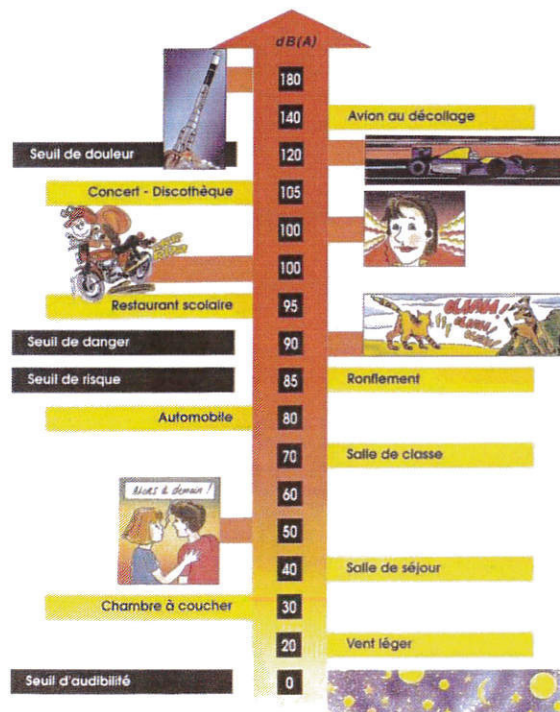 dB(A)
180
140 Avion au décollage
Seuil de douleur 120
Concert - Discothèque 105
100
100
Restaurant scolaire 95
Seuil de danger 90
Seuil de risque 85 Ronflement
Automobile 80
70 Salle de classe
60
Alors à demain !
50
40 Salle de séjour
Chambre à coucher 30
20 Vent léger
Seuil d'audibilité 0